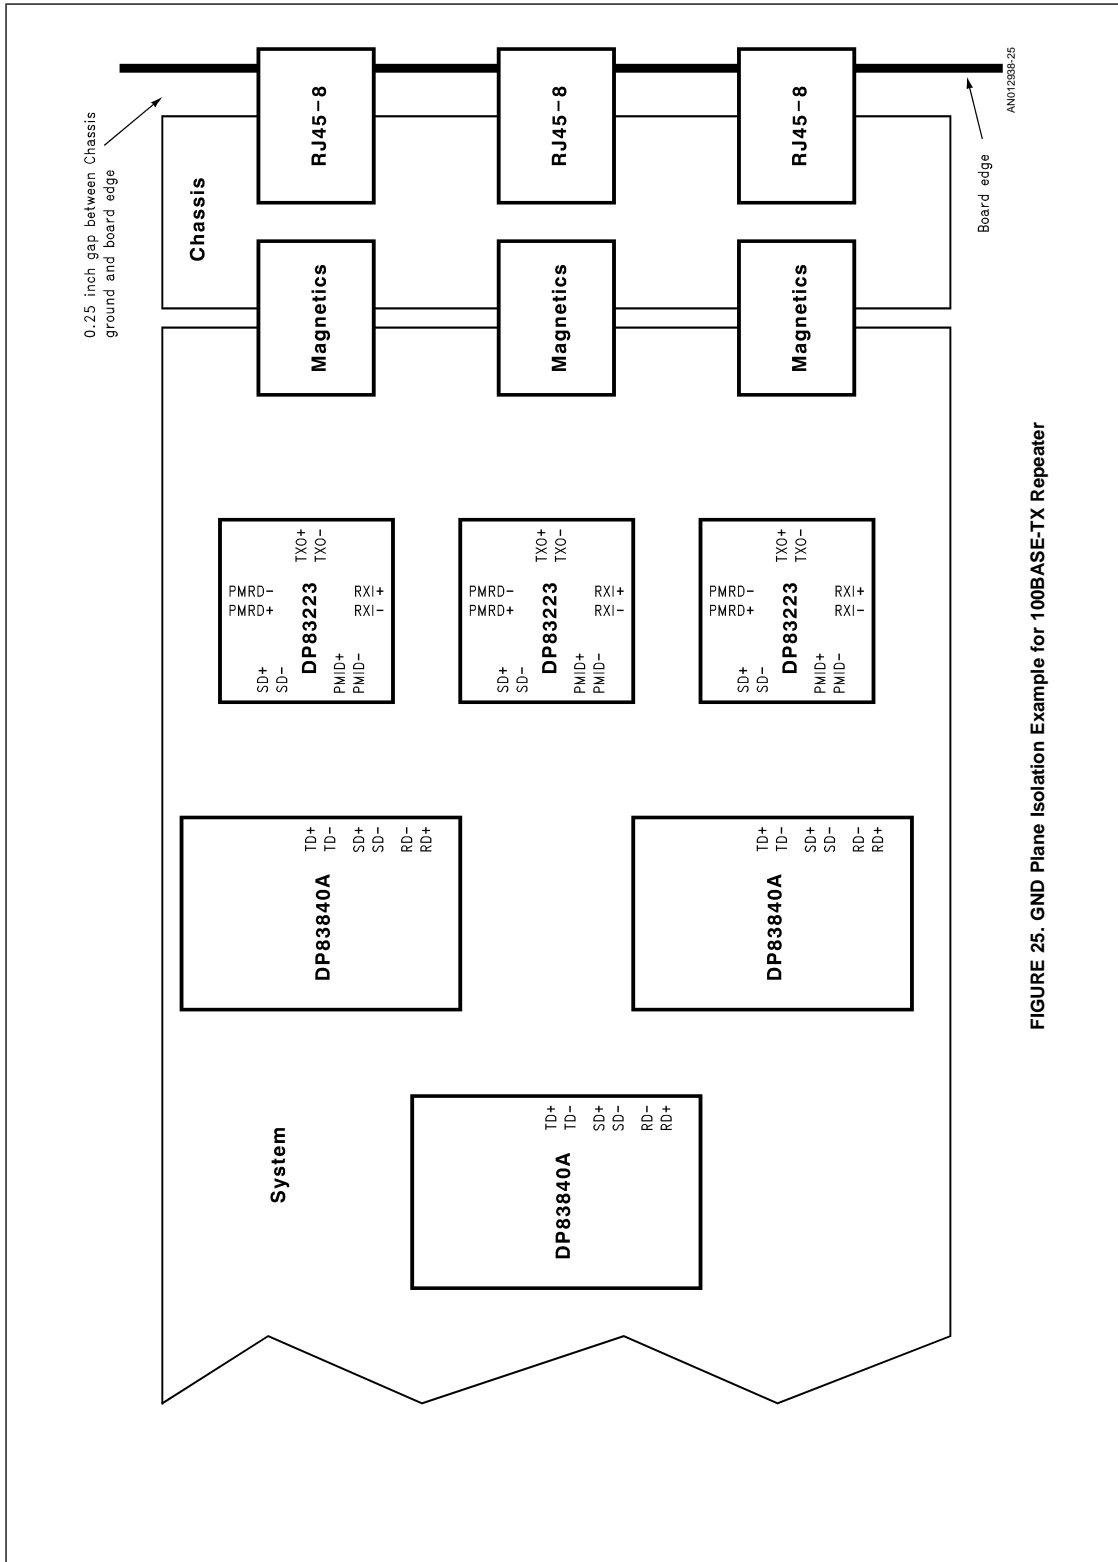 0.25 inch gap between Chassis
ground and board edge
Chassis
RJ45-8
RJ45-8
RJ45-8
AN012938-25
Board edge
Magnetics
Magnetics
Magnetics
PMRD-
PMRD+
TXO+
TXO-
DP83223
RXI+
RXI-
SD+
SD-
PMID+
PMID-
PMRD-
PMRD+
TXO+
TXO-
DP83223
RXI+
RXI-
SD+
SD-
PMID+
PMID-
PMRD-
PMRD+
TXO+
TXO-
DP83223
RXI+
RXI-
SD+
SD-
PMID+
PMID-
DP83840A
TD+
TD-
SD+
SD-
RD-
RD+
DP83840A
TD+
TD-
SD+
SD-
RD-
RD+
System
DP83840A
TD+
TD-
SD+
SD-
RD-
RD+
FIGURE 25. GND Plane Isolation Example for 100BASE-TX Repeater